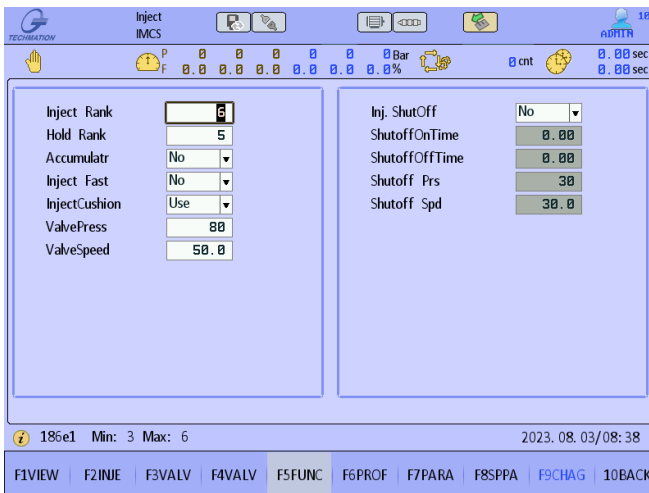 TECHMATION
Inject
IMCS
10
ADMIN
P 0 0 0 0 0 0 Bar 0 cnt 0.00 sec
F 0.0 0.0 0.0 0.0 0.0 0.0 % 0.00 sec
Inject Rank 6
Hold Rank 5
Accumulatr No
Inject Fast No
InjectCushion Use
ValvePress 80
ValveSpeed 50.0
Inj. ShutOff No
ShutoffOnTime 0.00
ShutoffOffTime 0.00
Shutoff Prs 30
Shutoff Spd 30.0
i 186e1 Min: 3 Max: 6 2023. 08. 03/08: 38
F1VIEW F2INJE F3VALV F4VALV F5FUNC F6PROF F7PARA F8SPPA F9CHAG 10BACK